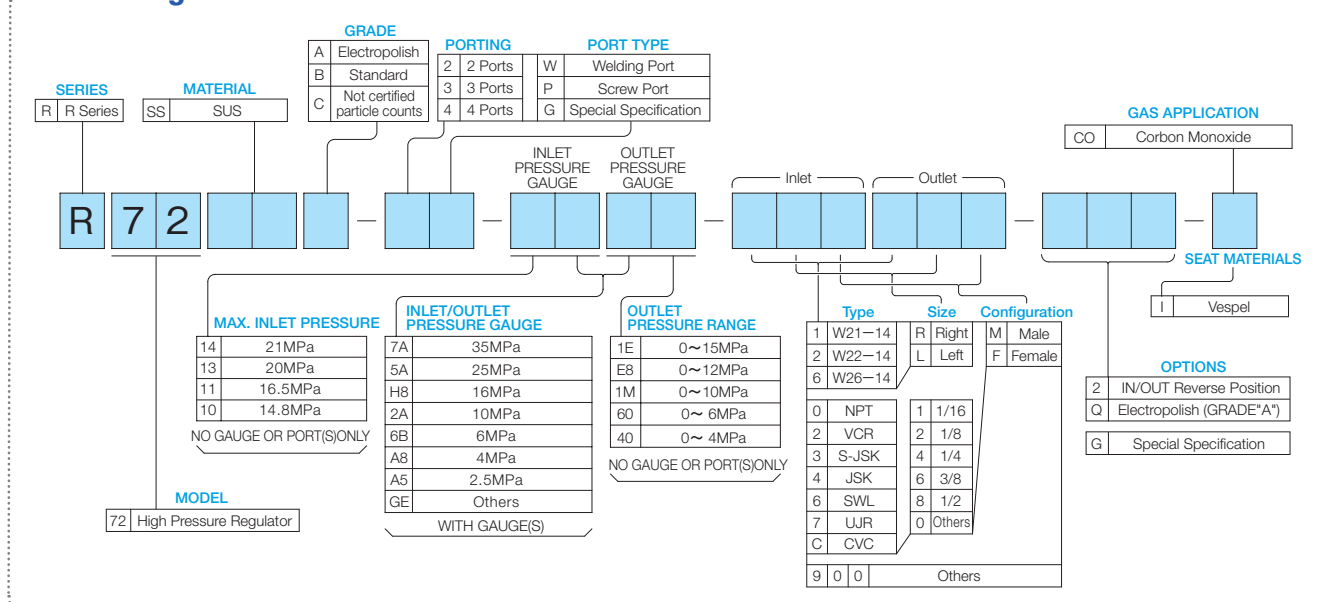 GRADE
A Electropolish
B Standard
C Not certified
particle counts
PORTING
2 2 Ports
3 3 Ports
4 4 Ports
PORT TYPE
W Welding Port
P Screw Port
G Special Specification
SERIES
R R Series
MATERIAL
SS SUS
GAS APPLICATION
CO Corbon Monoxide
INLET
PRESSURE
GAUGE
OUTLET
PRESSURE
GAUGE
Inlet
Outlet
R 7 2
SEAT MATERIALS
I Vespel
MAX. INLET PRESSURE
14 21MPa
13 20MPa
11 16.5MPa
10 14.8MPa
NO GAUGE OR PORT(S)ONLY
INLET/OUTLET
PRESSURE GAUGE
7A 35MPa
5A 25MPa
H8 16MPa
2A 10MPa
6B 6MPa
A8 4MPa
A5 2.5MPa
GE Others
WITH GAUGE(S)
OUTLET
PRESSURE RANGE
1E 0〜15MPa
E8 0〜12MPa
1M 0〜10MPa
60 0〜 6MPa
40 0〜 4MPa
NO GAUGE OR PORT(S)ONLY
Type
1 W21−14
2 W22−14
6 W26−14
0 NPT
2 VCR
3 S-JSK
4 JSK
6 SWL
7 UJR
C CVC
Size
R Right
L Left
1 1/16
2 1/8
4 1/4
6 3/8
8 1/2
0 Others
Configuration
M Male
F Female
9 0 0 Others
OPTIONS
2 IN/OUT Reverse Position
Q Electropolish (GRADE"A")
G Special Specification
MODEL
72 High Pressure Regulator